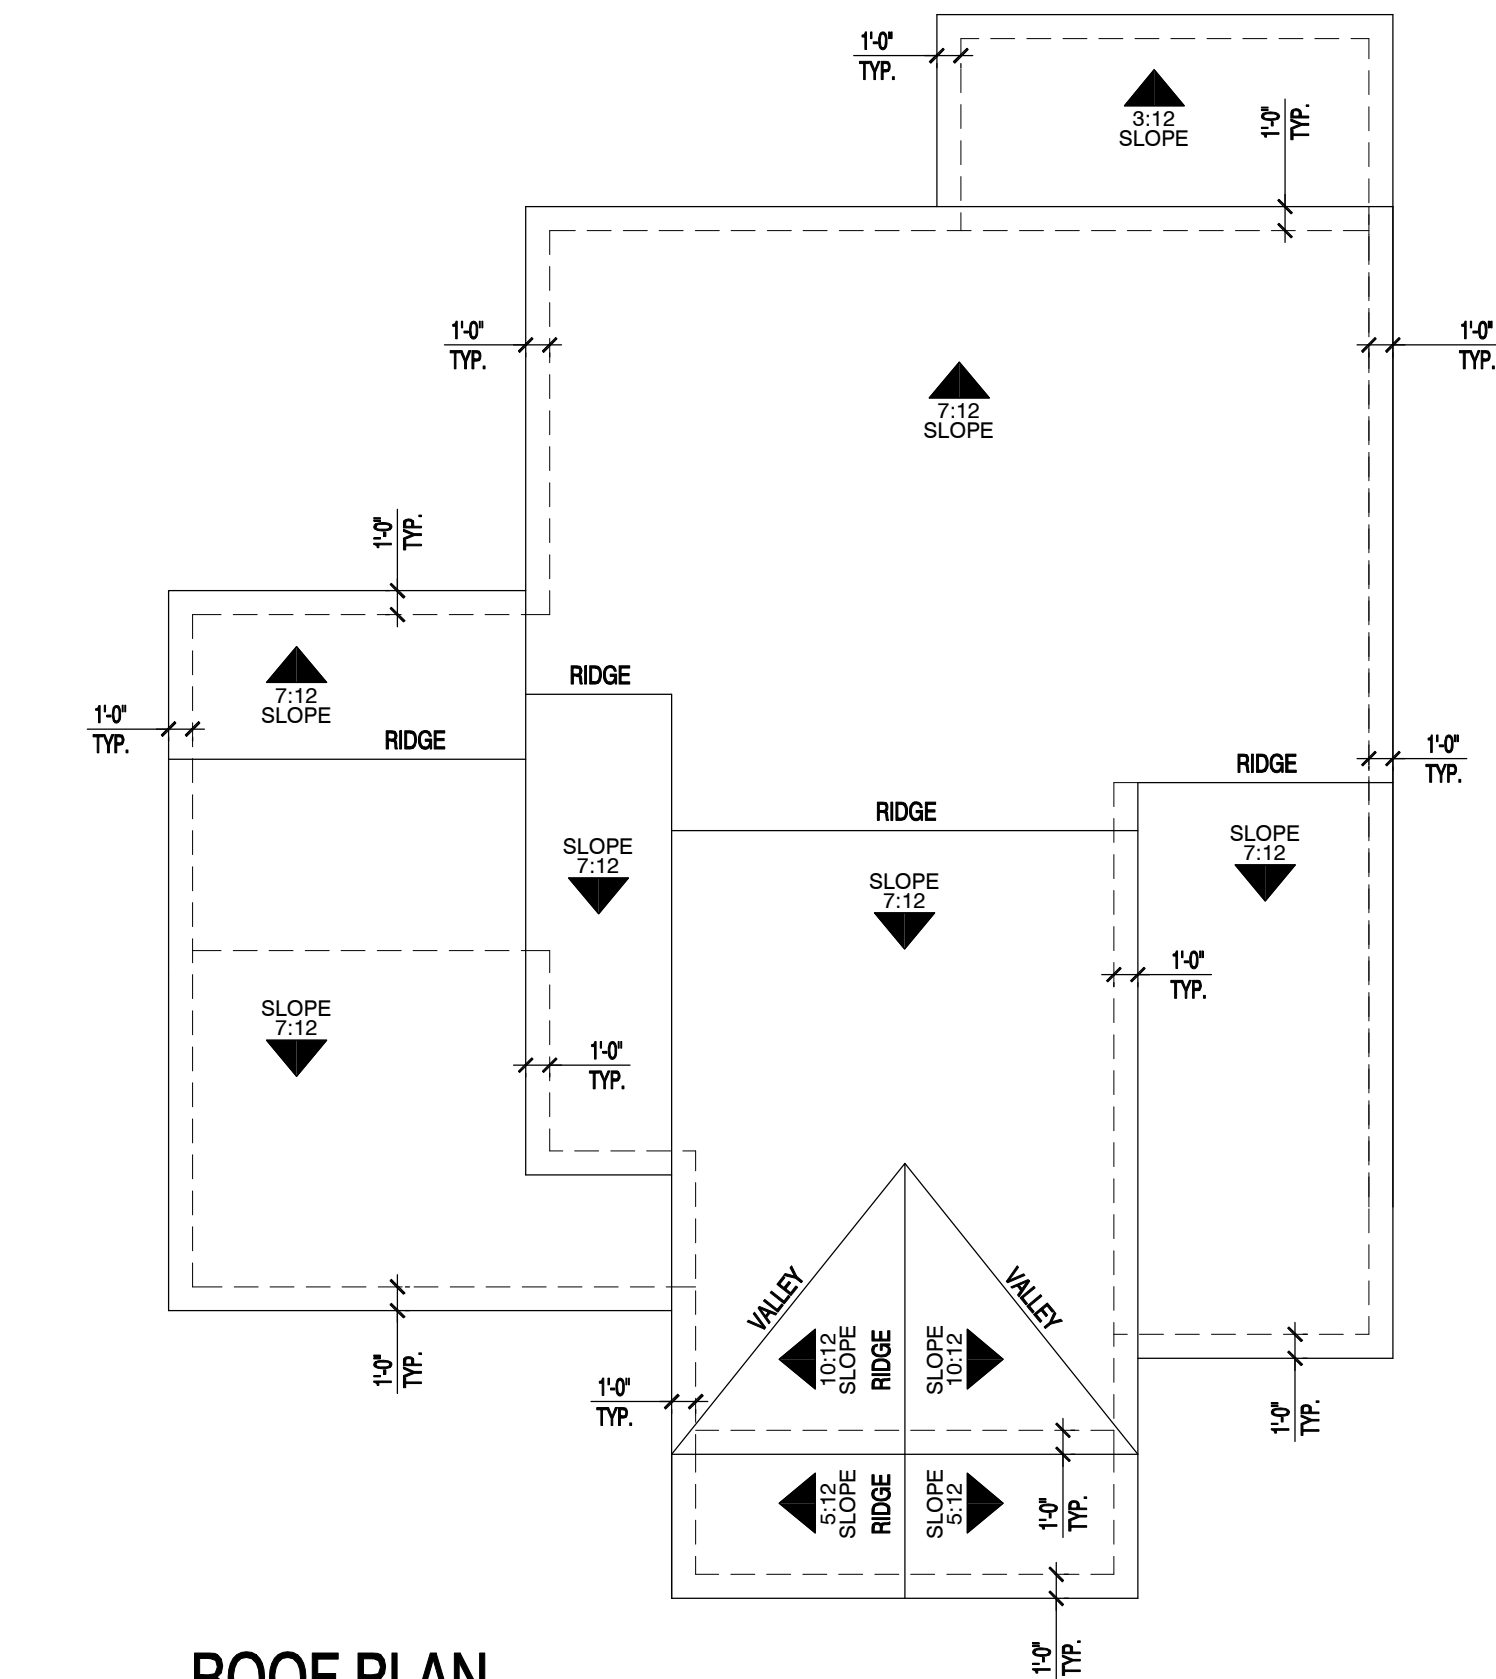 1'-0"
TYP.
3:12
SLOPE
1'-0"
TYP.
1'-0"
TYP.
1'-0"
TYP.
7:12
SLOPE
1'-0"
TYP.
7:12
SLOPE
RIDGE
1'-0"
TYP.
RIDGE
1'-0"
TYP.
RIDGE
RIDGE
SLOPE
7:12
SLOPE
7:12
SLOPE
7:12
1'-0"
TYP.
SLOPE
7:12
1'-0"
TYP.
VALLEY
VALLEY
10:12
SLOPE
RIDGE
SLOPE
10:12
1'-0"
TYP.
1'-0"
TYP.
1'-0"
TYP.
5:12
SLOPE
RIDGE
SLOPE
5:12
1'-0"
TYP.
1'-0"
TYP.
ROOF PLAN